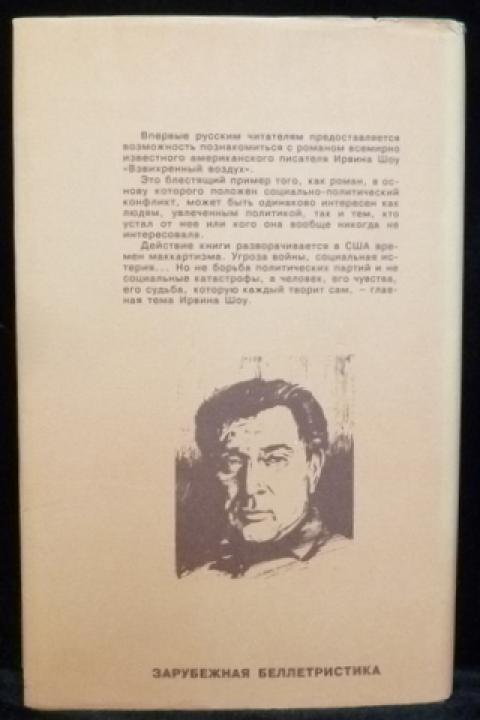 Впервые русским читателям предоставляется
возможность познакомиться с романом всемирно
известного американского писателя Ирвина Шоу
«Взвихренный воздух».
Это блестящий пример того, как роман, в ос-
нову которого положен социально-политический
конфликт, может быть одинаково интересен как
людям, увлеченным политикой, так и тем, кто
устал от нее или кого она вообще никогда не
интересовала.
Действие книги разворачивается в США вре-
мен маккартизма. Угроза войны, социальная ис-
терия... Но не борьба политических партий и не
социальные катастрофы, а человек, его чувства,
его судьба, которую каждый творит сам, – глав-
ная тема Ирвина Шоу.
ЗАРУБЕЖНАЯ БЕЛЛЕТРИСТИКА